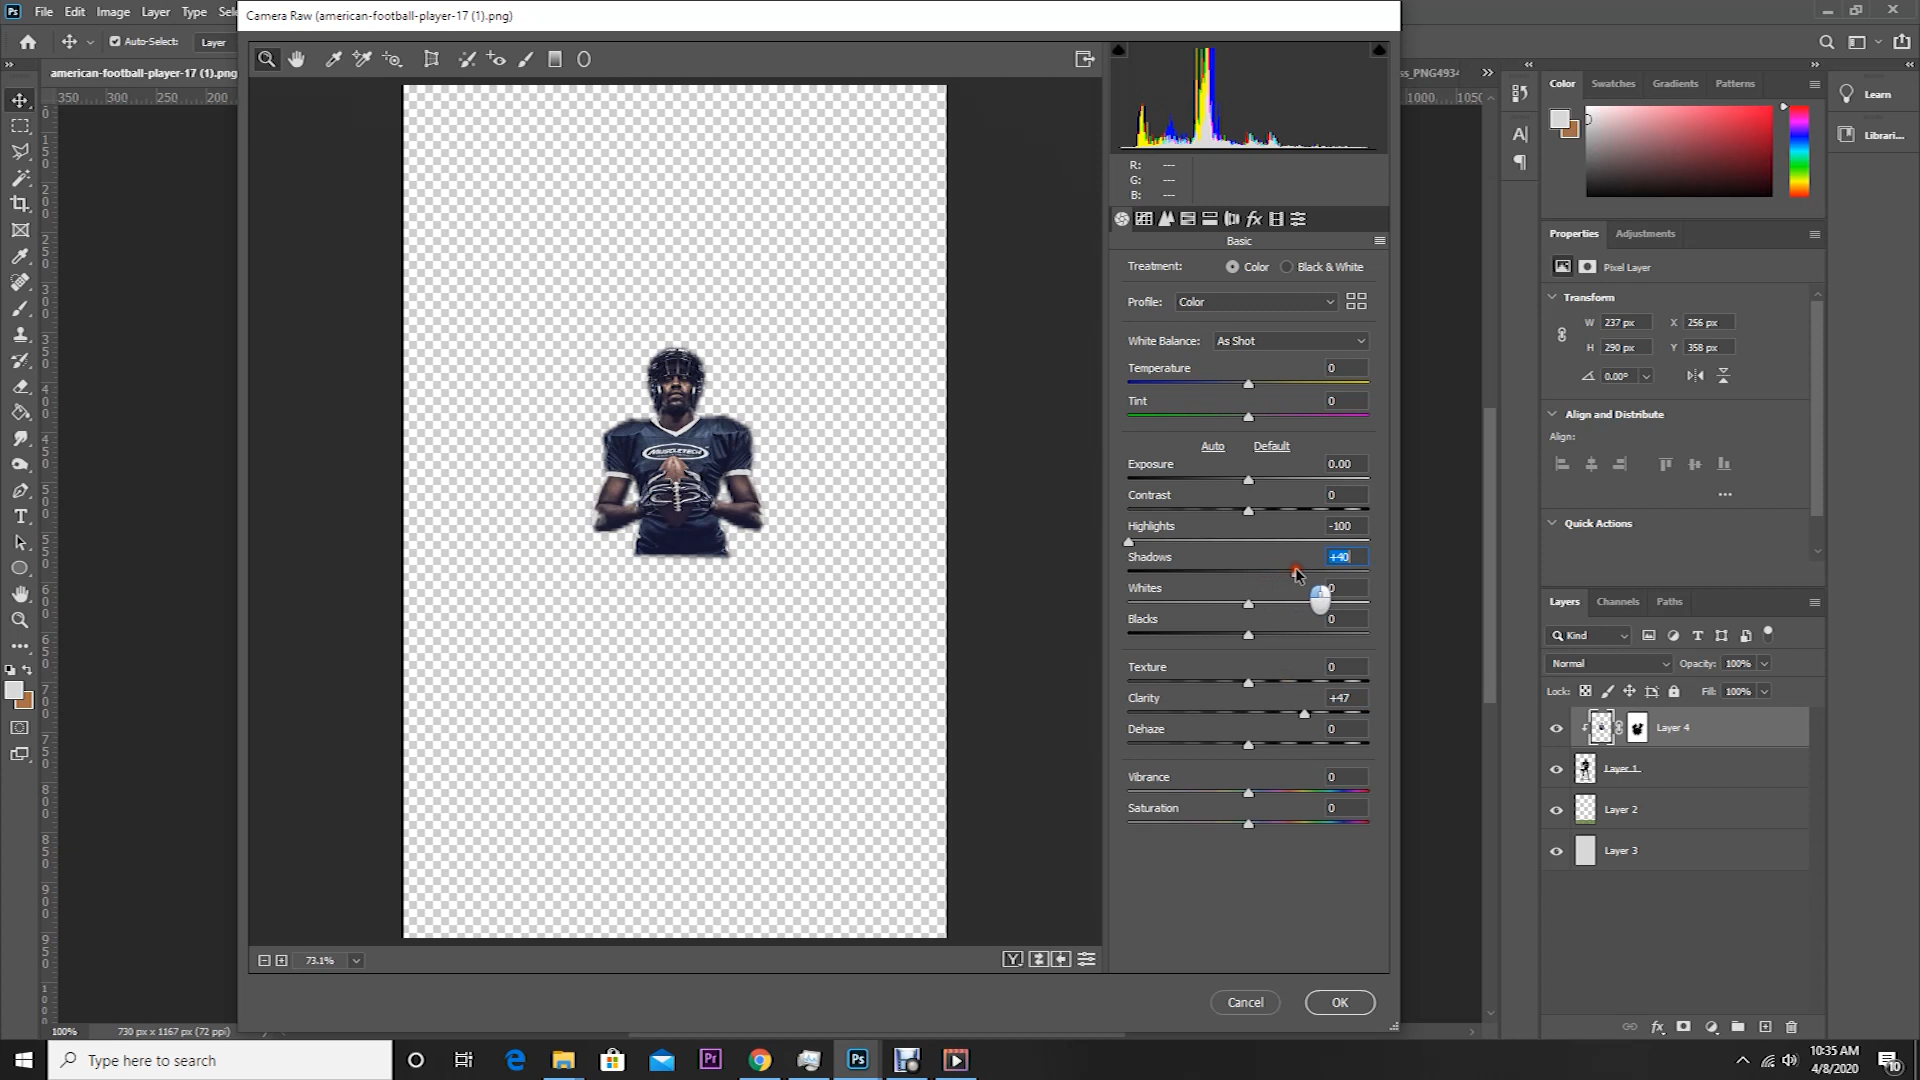 Ps File Edit Image Layer Type Sel
Camera Raw (american-football-player-17 (1).png)
Auto-Select: Layer
american-football-player-17 (1).png
ss_PNG4934
350 300 250 200
1000 1050
R: ---
G: ---
B: ---
Basic
Treatment: Color Black & White
Profile: Color
White Balance: As Shot
Temperature 0
Tint 0
Auto Default
Exposure 0.00
Contrast 0
Highlights -100
Shadows +40
Whites 0
Blacks 0
Texture 0
Clarity +47
Dehaze 0
Vibrance 0
Saturation 0
MUSCLETECH
73.1%
Cancel OK
Color Swatches Gradients Patterns
Learn
Librari...
Properties Adjustments
Pixel Layer
Transform
W 237 px X 256 px
H 290 px Y 358 px
0.00°
Align and Distribute
Align:
Quick Actions
Layers Channels Paths
Kind
Normal Opacity: 100%
Lock: Fill: 100%
Layer 4
Layer 1
Layer 2
Layer 3
100% 730 px x 1167 px (72 ppi)
Type here to search
Pr Ps
10:35 AM
4/8/2020
10